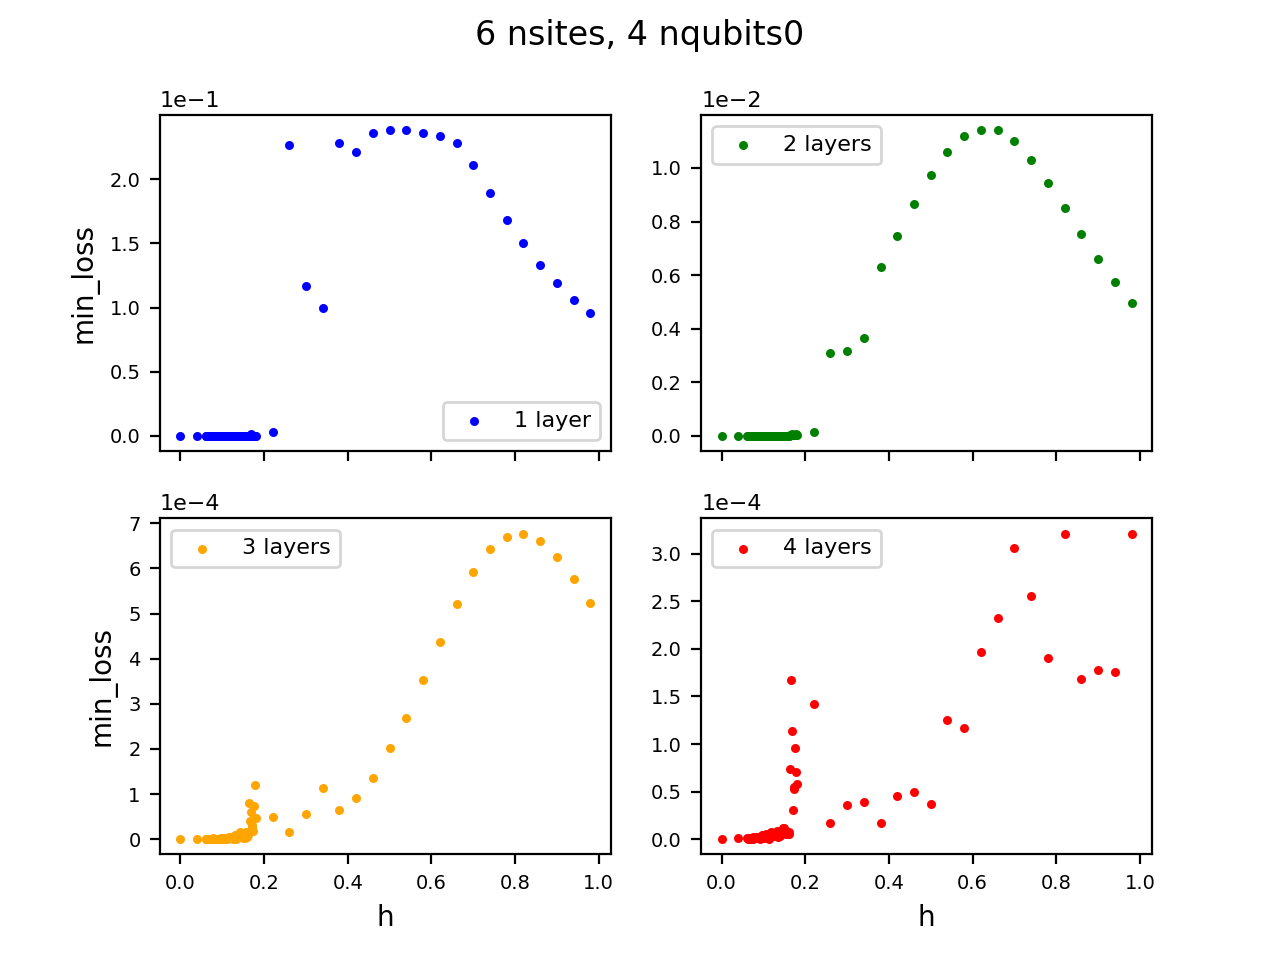 6 nsites, 4 nqubits0
1e−1
2.0
1.5
1.0
0.5
0.0
min_loss
1 layer
1e−2
1.0
0.8
0.6
0.4
0.2
0.0
2 layers
1e−4
7
6
5
4
3
2
1
0
min_loss
3 layers
0.0 0.2 0.4 0.6 0.8 1.0
h
1e−4
3.0
2.5
2.0
1.5
1.0
0.5
0.0
4 layers
0.0 0.2 0.4 0.6 0.8 1.0
h